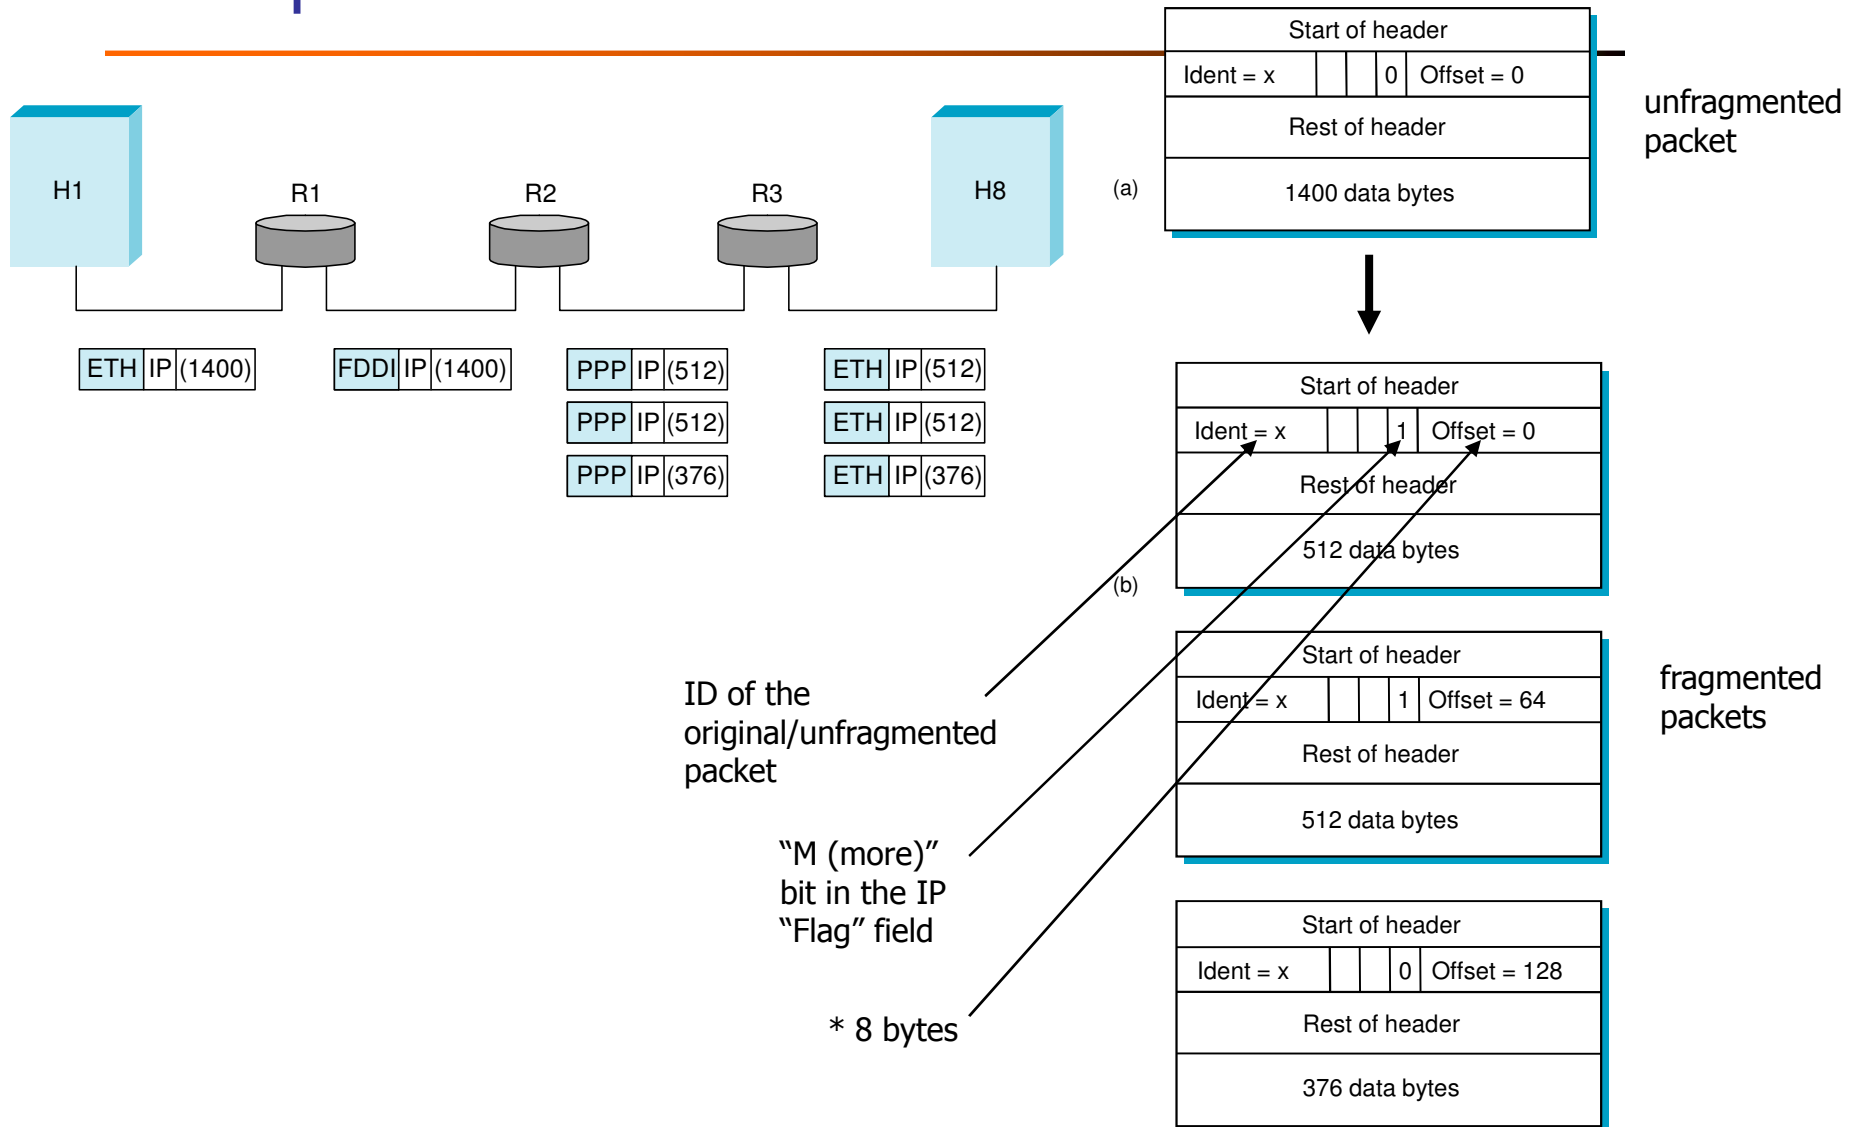 H1
R1
R2
R3
H8
ETH IP (1400)
FDDI IP (1400)
PPP IP (512)
PPP IP (512)
PPP IP (376)
ETH IP (512)
ETH IP (512)
ETH IP (376)
(a)
Start of header
Ident = x 0 Offset = 0
Rest of header
1400 data bytes
unfragmented
packet
(b)
Start of header
Ident = x 1 Offset = 0
Rest of header
512 data bytes
Start of header
Ident = x 1 Offset = 64
Rest of header
512 data bytes
Start of header
Ident = x 0 Offset = 128
Rest of header
376 data bytes
fragmented
packets
ID of the
original/unfragmented
packet
“M (more)”
bit in the IP
“Flag” field
* 8 bytes